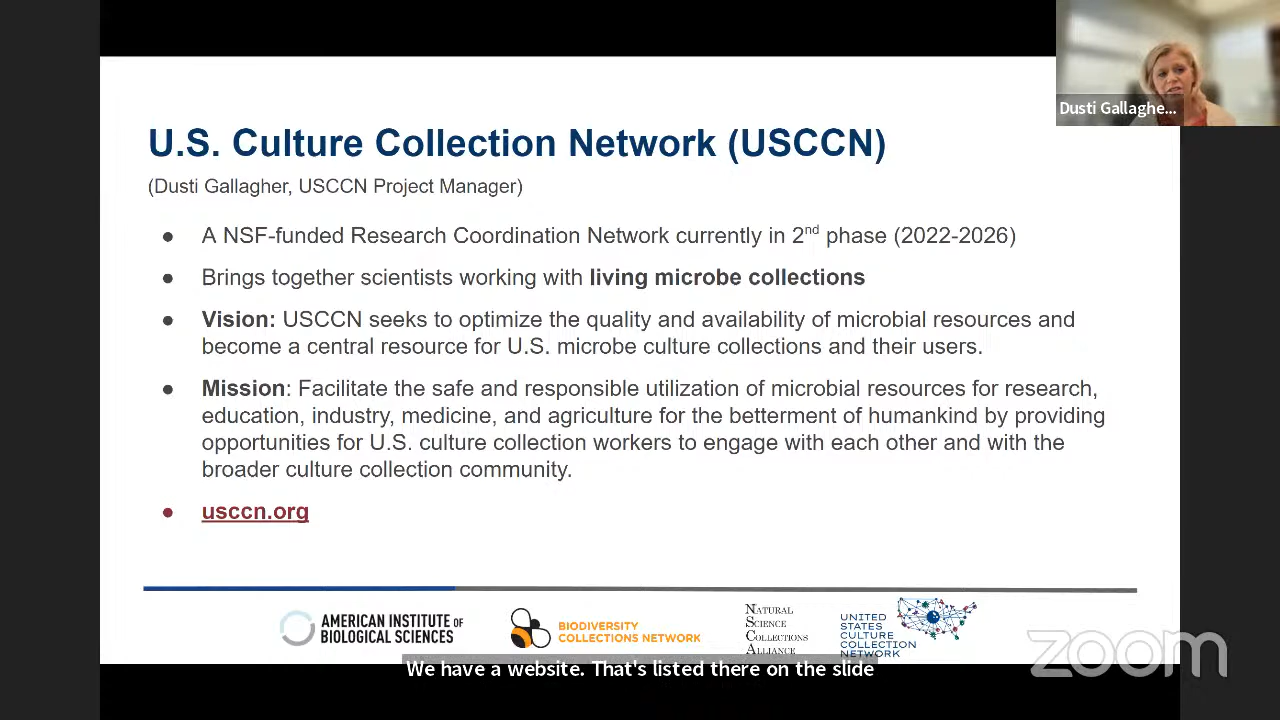 Dusti Gallaghe...
U.S. Culture Collection Network (USCCN)
(Dusti Gallagher, USCCN Project Manager)
● A NSF-funded Research Coordination Network currently in 2nd phase (2022-2026)
● Brings together scientists working with living microbe collections
● Vision: USCCN seeks to optimize the quality and availability of microbial resources and
become a central resource for U.S. microbe culture collections and their users.
● Mission: Facilitate the safe and responsible utilization of microbial resources for research,
education, industry, medicine, and agriculture for the betterment of humankind by providing
opportunities for U.S. culture collection workers to engage with each other and with the
broader culture collection community.
● usccn.org
AMERICAN INSTITUTE of
BIOLOGICAL SCIENCES
BIODIVERSITY
COLLECTIONS NETWORK
NATURAL
SCIENCE
COLLECTIONS
ALLIANCE
UNITED
STATES
CULTURE
COLLECTION
NETWORK
zoom
We have a website. That's listed there on the slide